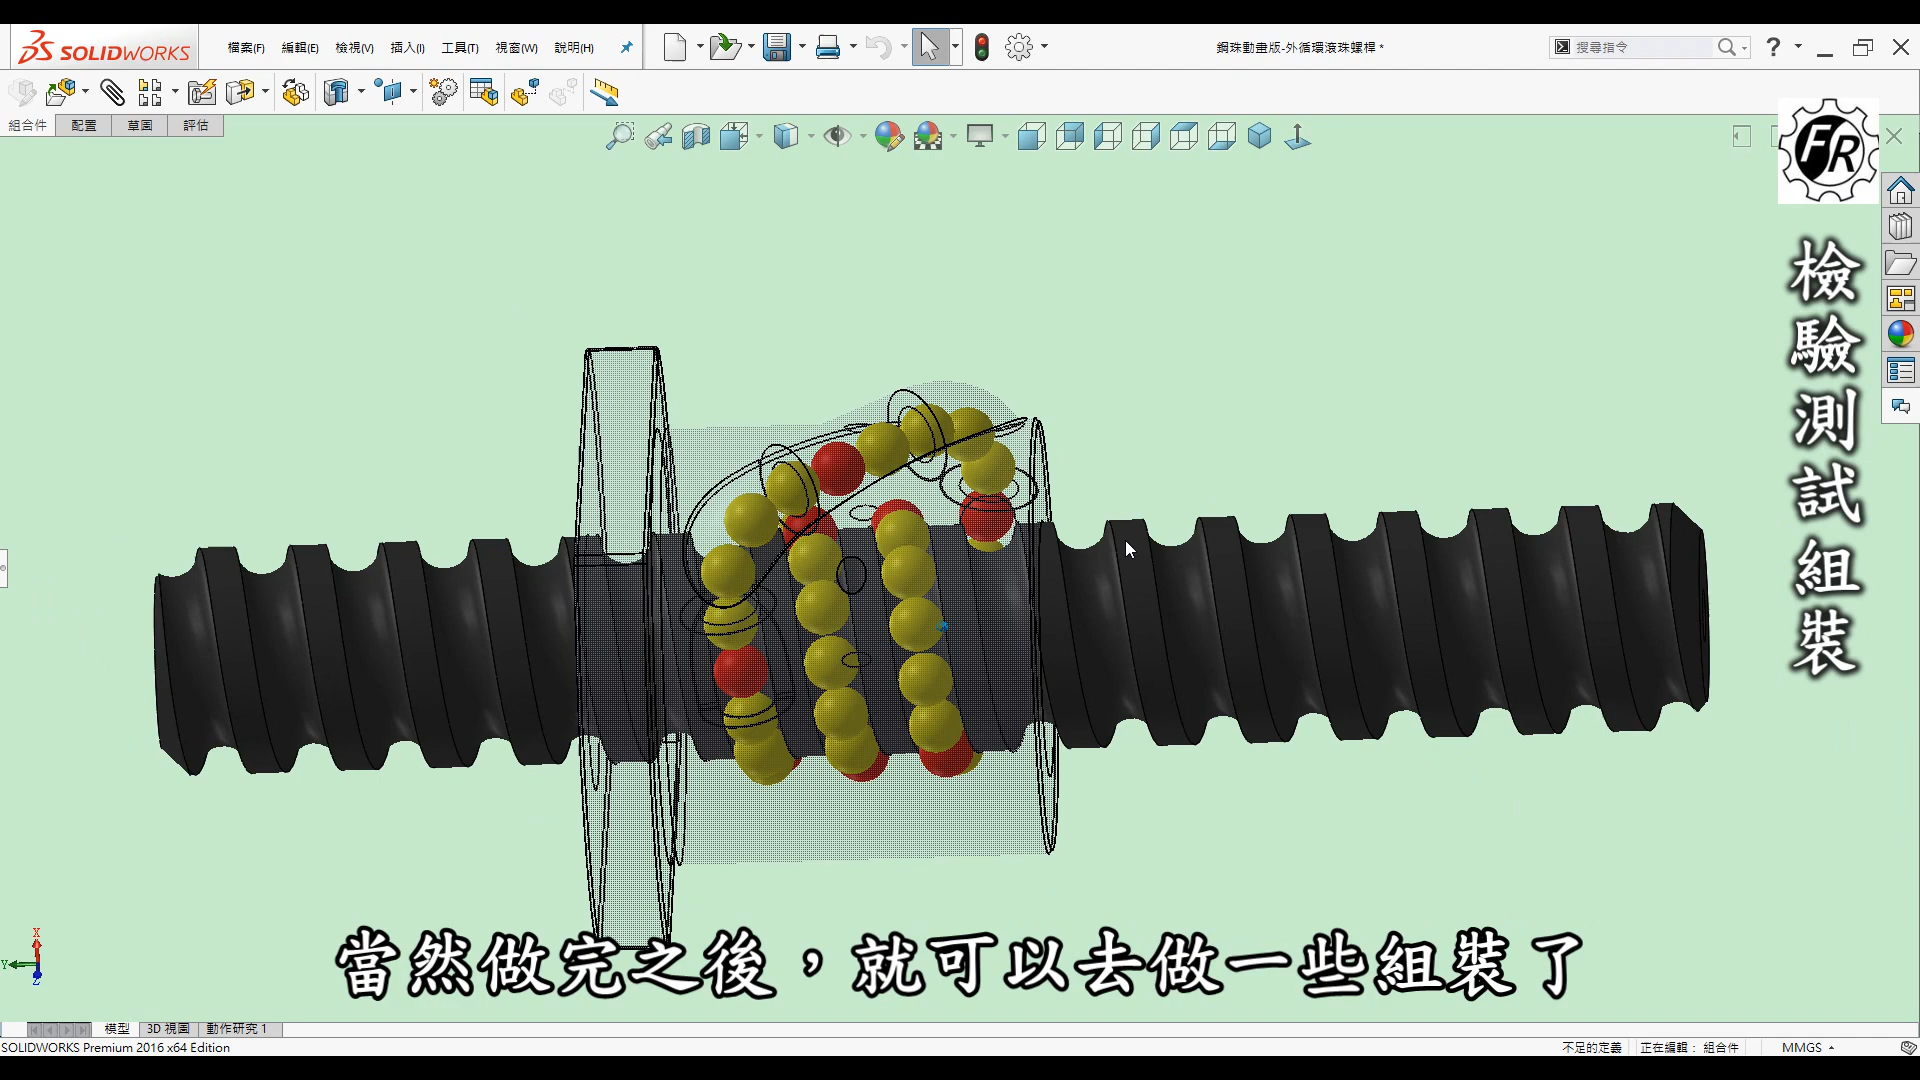 SOLIDWORKS
檔案(F) 編輯(E) 檢視(V) 插入(I) 工具(T) 視窗(W) 說明(H)
鋼珠動畫版-外循環滾珠螺桿 *
搜尋指令
組合件 配置 草圖 評估
FR
檢驗測試組裝
X
Y
Z
當然做完之後，就可以去做一些組裝了
模型 3D 視圖 動作研究 1
SOLIDWORKS Premium 2016 x64 Edition
不足的定義 正在編輯： 組合件 MMGS